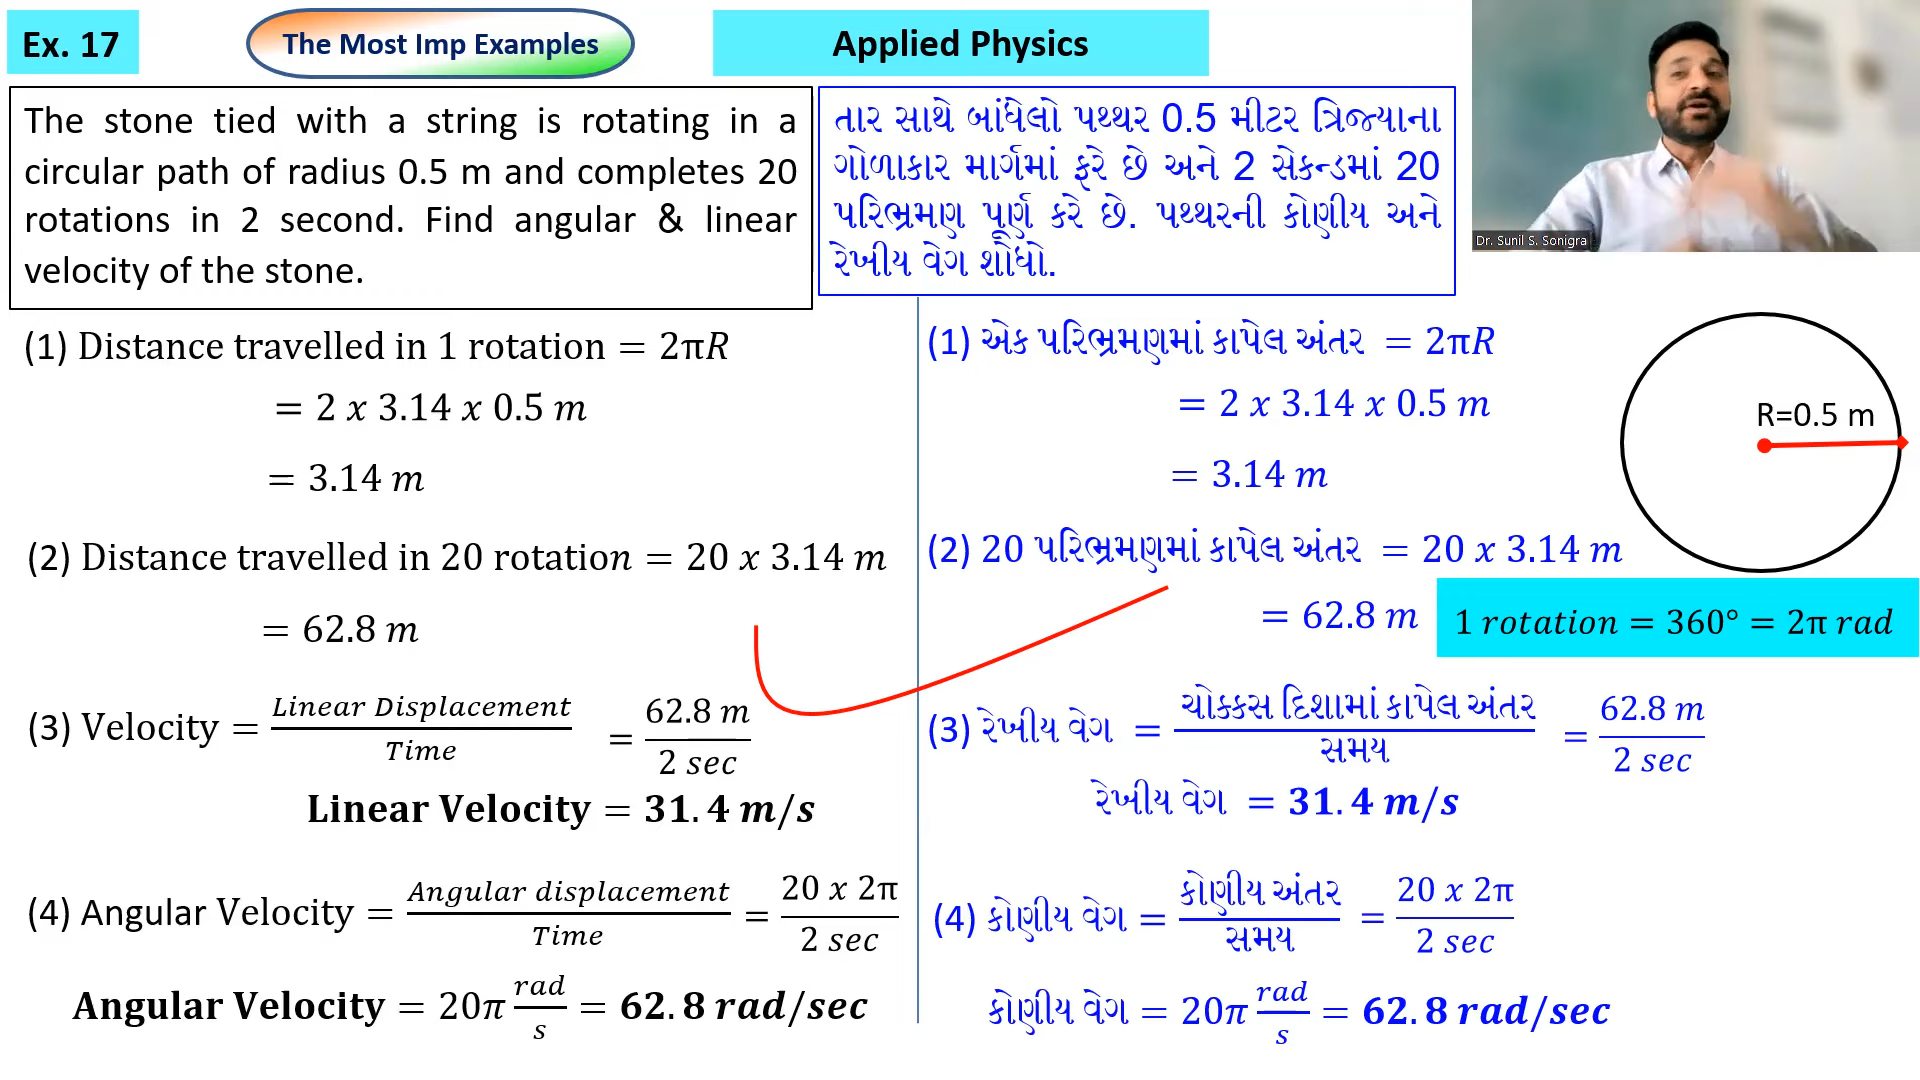 Ex. 17
The Most Imp Examples
Applied Physics
The stone tied with a string is rotating in a
circular path of radius 0.5 m and completes 20
rotations in 2 second. Find angular & linear
velocity of the stone.
તાર સાથે બાંધેલો પથ્થર 0.5 મીટર ત્રિજ્યાના
ગોળાકાર માર્ગમાં ફરે છે અને 2 સેકન્ડમાં 20
પરિભ્રમણ પૂર્ણ કરે છે. પથ્થરની કોણીય અને
રેખીય વેગ શોધો.
Dr. Sunil S. Sonigra
(1) Distance travelled in 1 rotation = 2πR
= 2 x 3.14 x 0.5 m
= 3.14 m
(2) Distance travelled in 20 rotation = 20 x 3.14 m
= 62.8 m
(3) Velocity = Linear Displacement / Time = 62.8 m / 2 sec
Linear Velocity = 31.4 m/s
(4) Angular Velocity = Angular displacement / Time = 20 x 2π / 2 sec
Angular Velocity = 20π rad/s = 62.8 rad/sec
(1) એક પરિભ્રમણમાં કાપેલ અંતર = 2πR
= 2 x 3.14 x 0.5 m
= 3.14 m
(2) 20 પરિભ્રમણમાં કાપેલ અંતર = 20 x 3.14 m
= 62.8 m
(3) રેખીય વેગ = ચોક્કસ દિશામાં કાપેલ અંતર / સમય = 62.8 m / 2 sec
રેખીય વેગ = 31.4 m/s
(4) કોણીય વેગ = કોણીય અંતર / સમય = 20 x 2π / 2 sec
કોણીય વેગ = 20π rad/s = 62.8 rad/sec
R=0.5 m
1 rotation = 360° = 2π rad